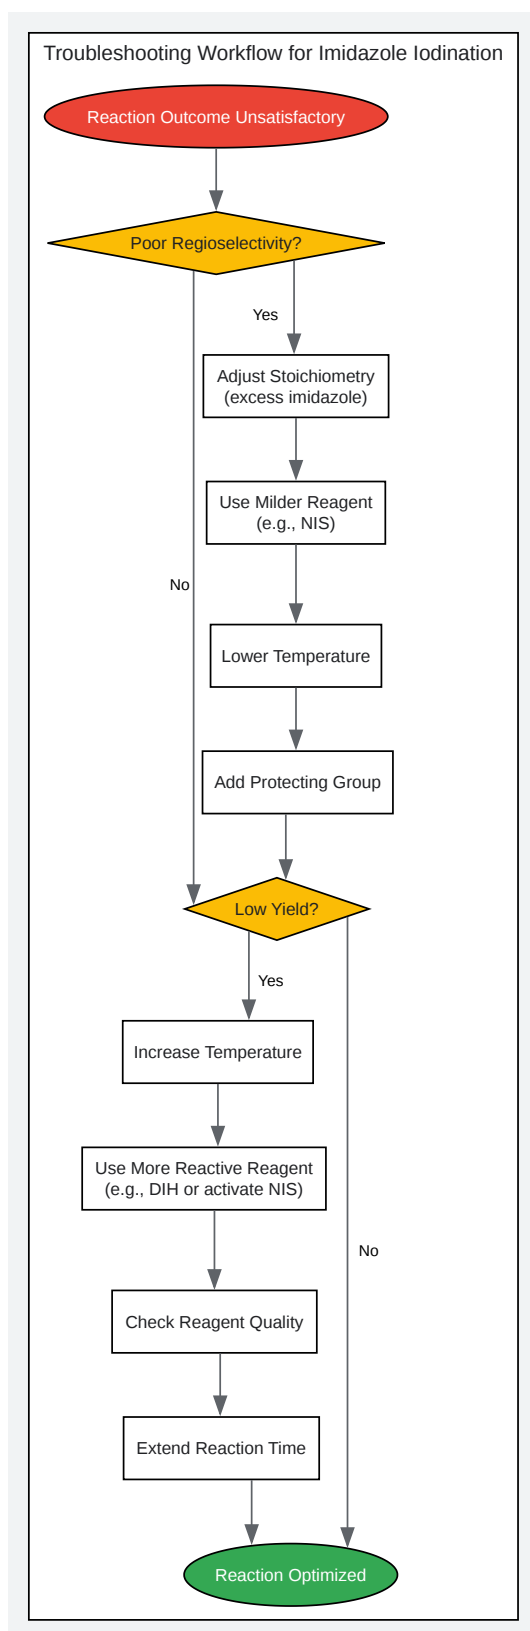 Troubleshooting Workflow for Imidazole Iodination
Reaction Outcome Unsatisfactory
Poor Regioselectivity?
Yes
Adjust Stoichiometry
(excess imidazole)
Use Milder Reagent
(e.g., NIS)
No
Lower Temperature
Add Protecting Group
Low Yield?
Yes
Increase Temperature
Use More Reactive Reagent
(e.g., DIH or activate NIS)
No
Check Reagent Quality
Extend Reaction Time
Reaction Optimized